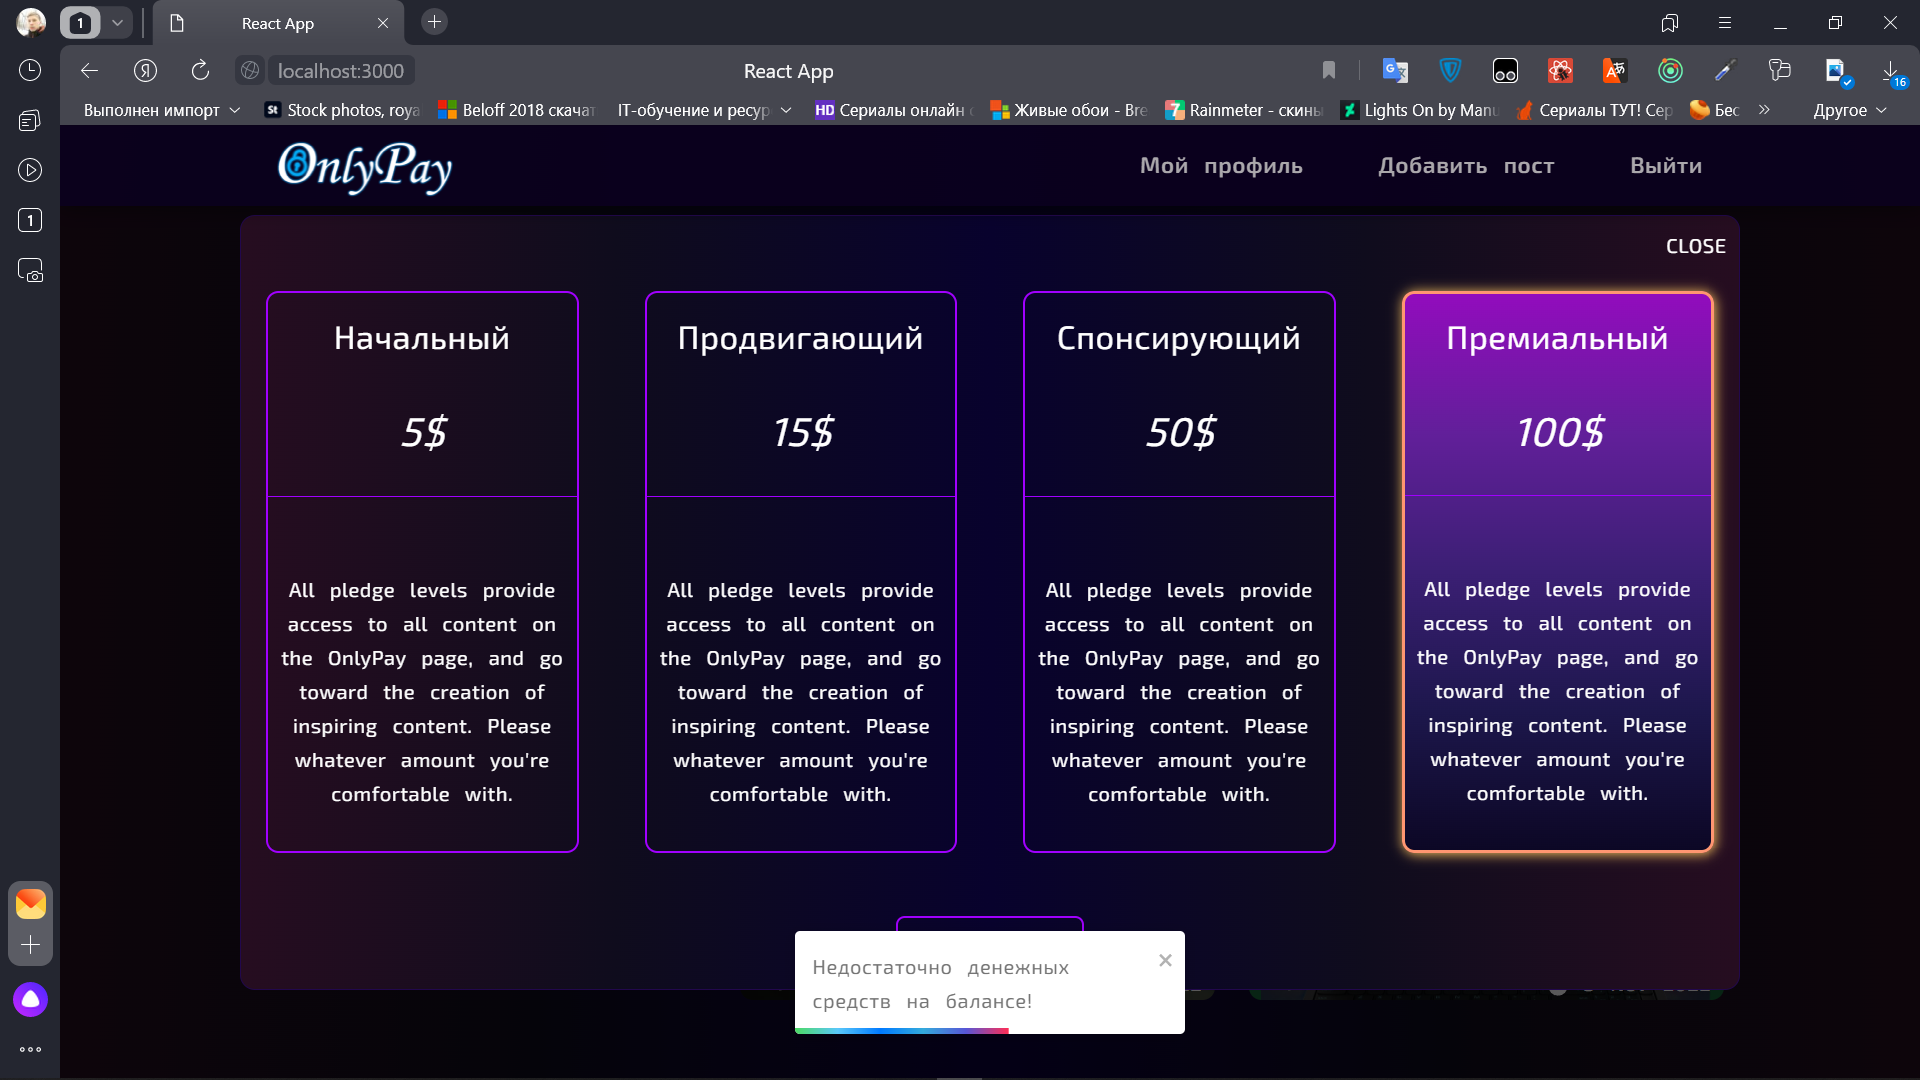 1
React App
localhost:3000
React App
16
Выполнен импорт
St Stock photos, roya
Beloff 2018 скачат
IT-обучение и ресур
HD Сериалы онлайн
Живые обои - Bre
7 Rainmeter - скины
Lights On by Manu
Сериалы ТУТ! Сер
Бес
»
Другое
1
OnlyPay
Мой профиль
Добавить пост
Выйти
CLOSE
Начальный
5$
All pledge levels provide
access to all content on
the OnlyPay page, and go
toward the creation of
inspiring content. Please
whatever amount you're
comfortable with.
Продвигающий
15$
All pledge levels provide
access to all content on
the OnlyPay page, and go
toward the creation of
inspiring content. Please
whatever amount you're
comfortable with.
Спонсирующий
50$
All pledge levels provide
access to all content on
the OnlyPay page, and go
toward the creation of
inspiring content. Please
whatever amount you're
comfortable with.
Премиальный
100$
All pledge levels provide
access to all content on
the OnlyPay page, and go
toward the creation of
inspiring content. Please
whatever amount you're
comfortable with.
Недостаточно денежных
средств на балансе!